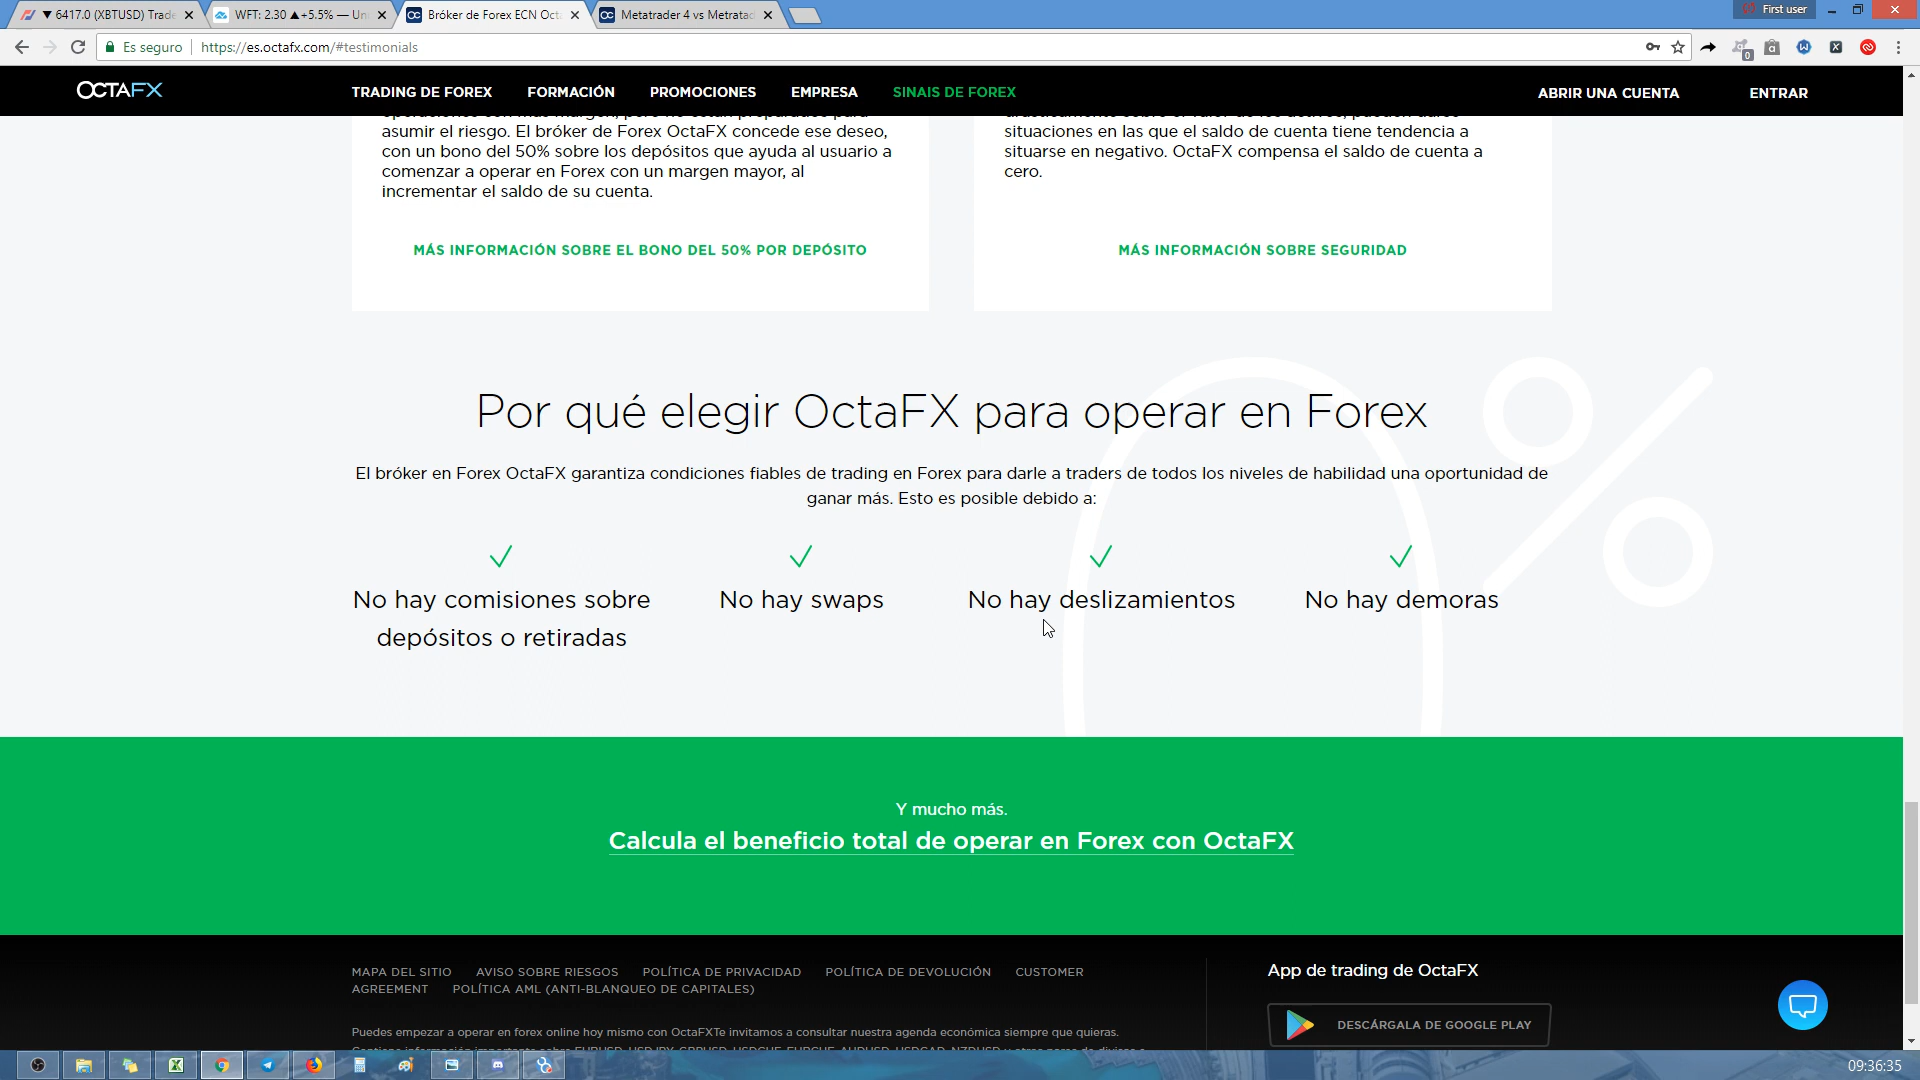 ▼ 6417.0 (XBTUSD) Trade
WFT: 2.30 ▲+5.5% — Un
Bróker de Forex ECN Octa
Metatrader 4 vs Metratad
First user
Es seguro
https://es.octafx.com/#testimonials
0
OCTAFX
TRADING DE FOREX
FORMACIÓN
PROMOCIONES
EMPRESA
SINAIS DE FOREX
ABRIR UNA CUENTA
ENTRAR
asumir el riesgo. El bróker de Forex OctaFX concede ese deseo,
con un bono del 50% sobre los depósitos que ayuda al usuario a
comenzar a operar en Forex con un margen mayor, al
incrementar el saldo de su cuenta.
MÁS INFORMACIÓN SOBRE EL BONO DEL 50% POR DEPÓSITO
situaciones en las que el saldo de cuenta tiene tendencia a
situarse en negativo. OctaFX compensa el saldo de cuenta a
cero.
MÁS INFORMACIÓN SOBRE SEGURIDAD
Por qué elegir OctaFX para operar en Forex
El bróker en Forex OctaFX garantiza condiciones fiables de trading en Forex para darle a traders de todos los niveles de habilidad una oportunidad de
ganar más. Esto es posible debido a:
No hay comisiones sobre
depósitos o retiradas
No hay swaps
No hay deslizamientos
No hay demoras
Y mucho más.
Calcula el beneficio total de operar en Forex con OctaFX
MAPA DEL SITIO AVISO SOBRE RIESGOS POLÍTICA DE PRIVACIDAD POLÍTICA DE DEVOLUCIÓN CUSTOMER
AGREEMENT POLÍTICA AML (ANTI-BLANQUEO DE CAPITALES)
Puedes empezar a operar en forex online hoy mismo con OctaFXTe invitamos a consultar nuestra agenda económica siempre que quieras.
App de trading de OctaFX
DESCÁRGALA DE GOOGLE PLAY
09:36:35